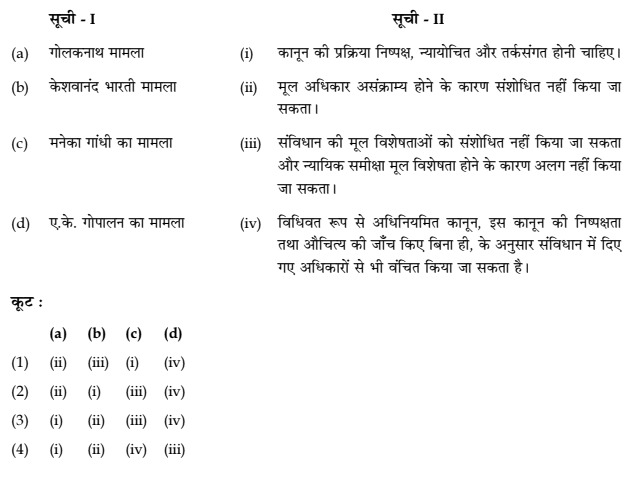 सूची - I सूची - II
(a) गोलकनाथ मामला (i) कानून की प्रक्रिया निष्पक्ष, न्यायोचित और तर्कसंगत होनी चाहिए।
(b) केशवानंद भारती मामला (ii) मूल अधिकार असंक्राम्य होने के कारण संशोधित नहीं किया जा
सकता।
(c) मनेका गांधी का मामला (iii) संविधान की मूल विशेषताओं को संशोधित नहीं किया जा सकता
और न्यायिक समीक्षा मूल विशेषता होने के कारण अलग नहीं किया
जा सकता।
(d) ए.के. गोपालन का मामला (iv) विधिवत रूप से अधिनियमित कानून, इस कानून की निष्पक्षता
तथा औचित्य की जाँच किए बिना ही, के अनुसार संविधान में दिए
गए अधिकारों से भी वंचित किया जा सकता है।
कूट :
(a) (b) (c) (d)
(1) (ii) (iii) (i) (iv)
(2) (ii) (i) (iii) (iv)
(3) (i) (ii) (iii) (iv)
(4) (i) (ii) (iv) (iii)